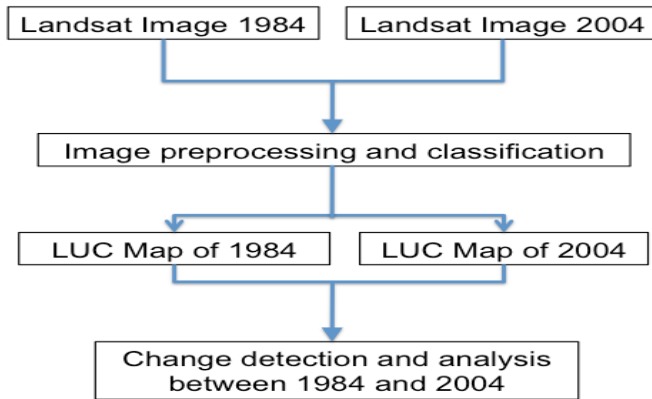 Landsat Image 1984
Landsat Image 2004
Image preprocessing and classification
LUC Map of 1984
LUC Map of 2004
Change detection and analysis
between 1984 and 2004